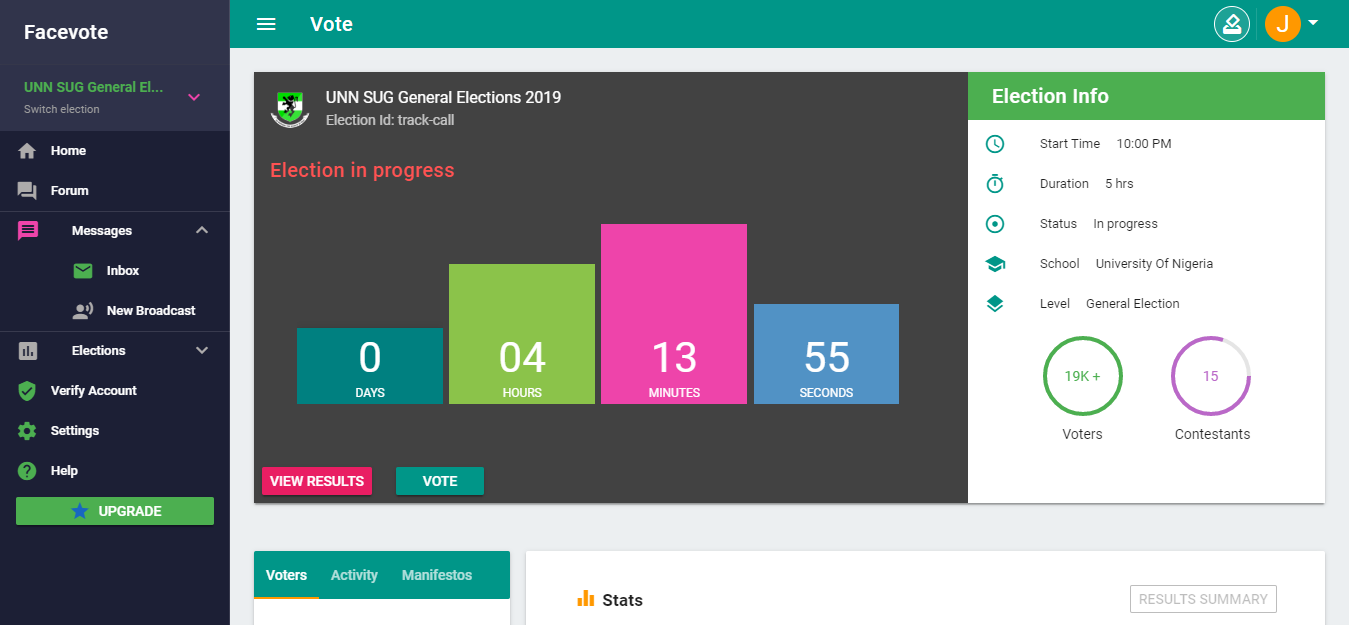 Facevote
UNN SUG General El...
Switch election
Home
Forum
Messages
Inbox
New Broadcast
Elections
Verify Account
Settings
Help
UPGRADE
Vote
J
UNN SUG General Elections 2019
Election Id: track-call
Election in progress
0
DAYS
04
HOURS
13
MINUTES
55
SECONDS
VIEW RESULTS
VOTE
Election Info
Start Time 10:00 PM
Duration 5 hrs
Status In progress
School University Of Nigeria
Level General Election
19K +
Voters
15
Contestants
Voters Activity Manifestos
Stats
RESULTS SUMMARY